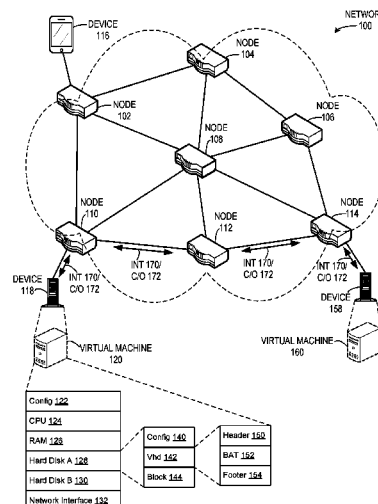 NETWORK
100
DEVICE
116
NODE
104
NODE
102
NODE
106
NODE
108
NODE
110
NODE
112
NODE
114
INT 170/
C/O 172
INT 170/
C/O 172
INT 170/
C/O 172
INT 170/
C/O 172
DEVICE
118
DEVICE
158
VIRTUAL MACHINE
120
VIRTUAL MACHINE
160
Config 122
CPU 124
RAM 126
Hard Disk A 128
Hard Disk B 130
Network Interface 132
Config 140
Vhd 142
Block 144
Header 150
BAT 152
Footer 154